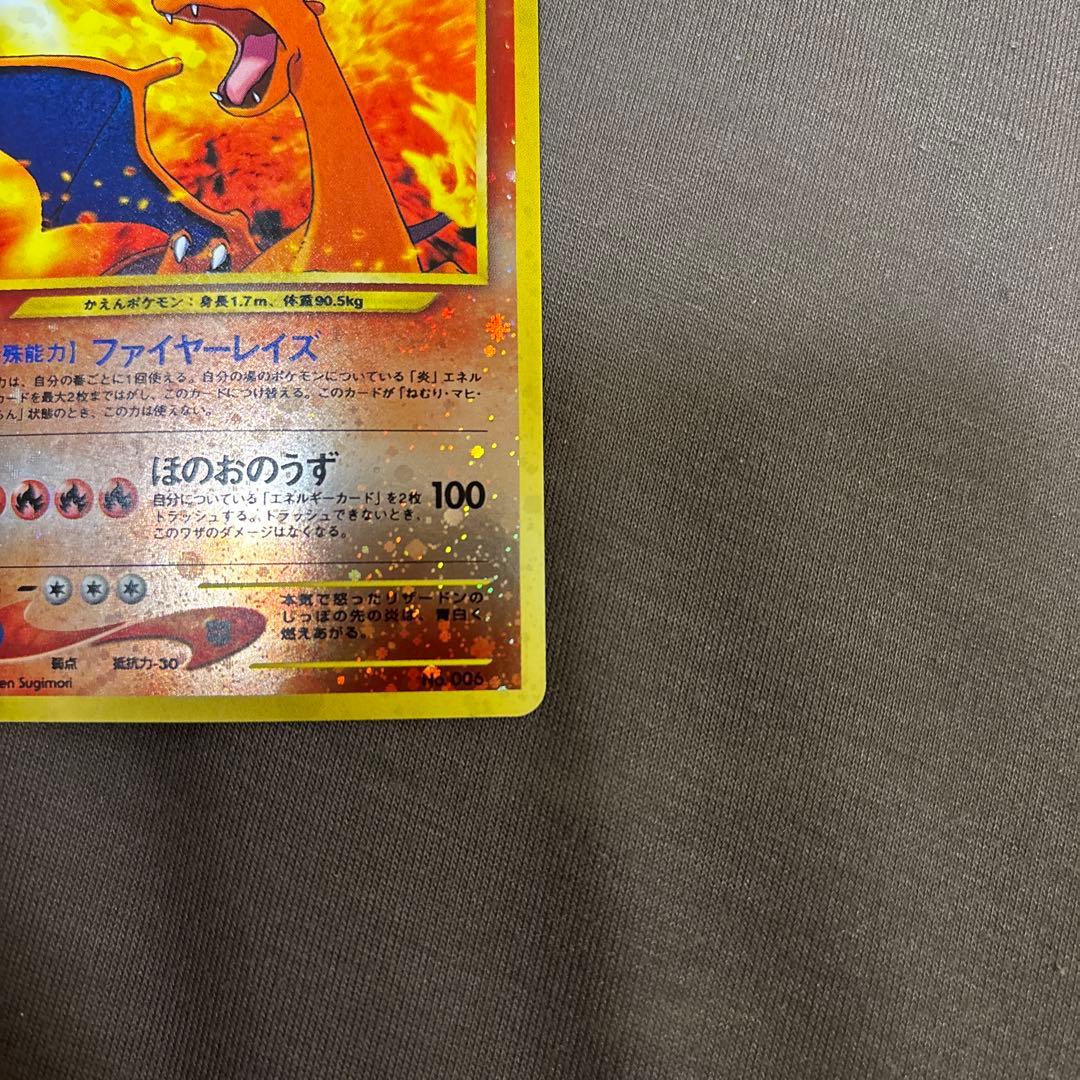 かえんポケモン：身長1.7m、体重90.5kg
殊能力】ファイヤーレイズ
力は、自分の番ごとに1回使える。自分の場のポケモンについている「炎」エネル
カードを最大2枚まではがし、このカードにつけ替える。このカードが「ねむり・マヒ・
らん」状態のとき、この力は使えない。
ほのおのうず
自分についている「エネルギーカード」を2枚
トラッシュする。トラッシュできないとき、
このワザのダメージはなくなる。
100
本気で怒ったリザードンの
しっぽの先の炎は、青白く
燃えあがる。
弱点 抵抗力-30
en Sugimori
No.006